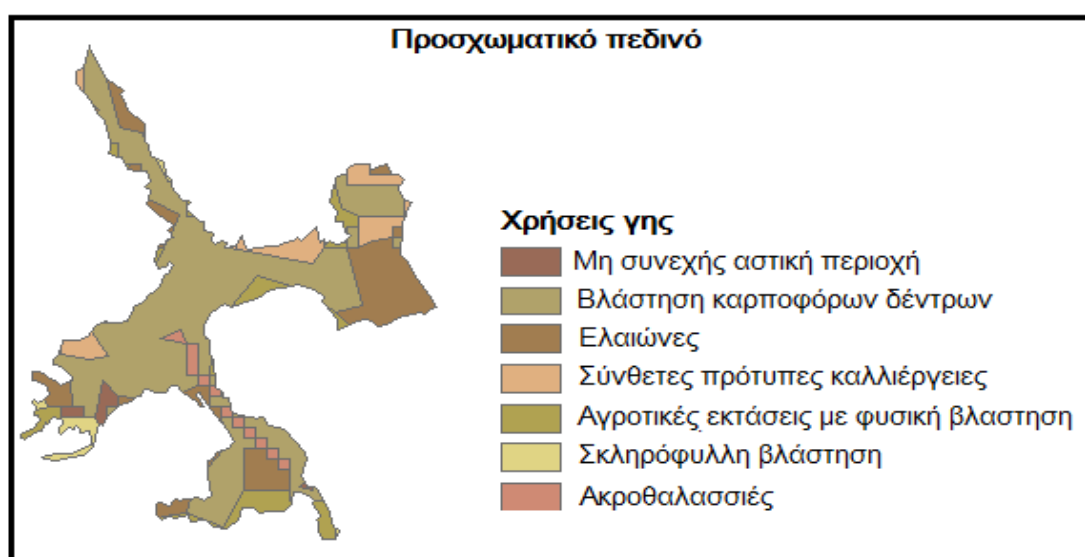 Προσχωματικό πεδινό
Χρήσεις γης
Μη συνεχής αστική περιοχή
Βλάστηση καρποφόρων δέντρων
Ελαιώνες
Σύνθετες πρότυπες καλλιέργειες
Αγροτικές εκτάσεις με φυσική βλαστηση
Σκληρόφυλλη βλάστηση
Ακροθαλασσιές